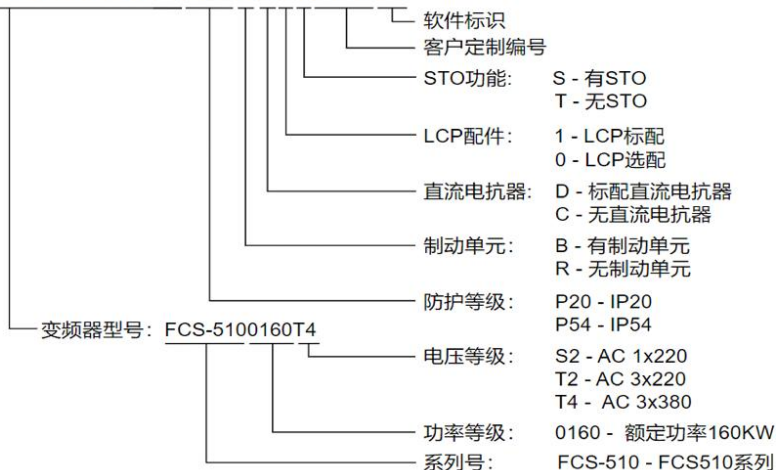 软件标识
客户定制编号
STO功能: S - 有STO
T - 无STO
LCP配件: 1 - LCP标配
0 - LCP选配
直流电抗器: D - 标配直流电抗器
C - 无直流电抗器
制动单元: B - 有制动单元
R - 无制动单元
防护等级: P20 - IP20
P54 - IP54
变频器型号: FCS-5100160T4
电压等级: S2 - AC 1x220
T2 - AC 3x220
T4 - AC 3x380
功率等级: 0160 - 额定功率160KW
系列号: FCS-510 - FCS510系列